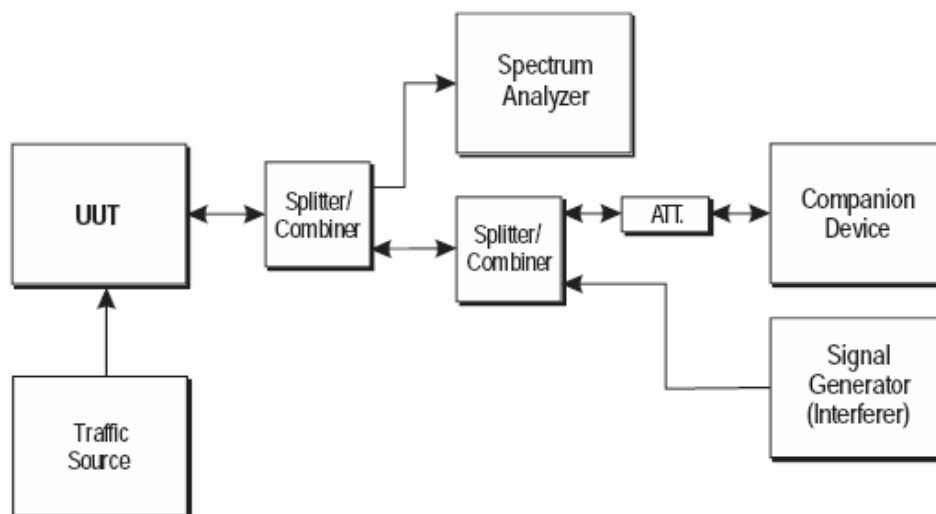 Spectrum
Analyzer
UUT
Splitter/
Combiner
Splitter/
Combiner
ATT.
Companion
Device
Traffic
Source
Signal
Generator
(Interferer)